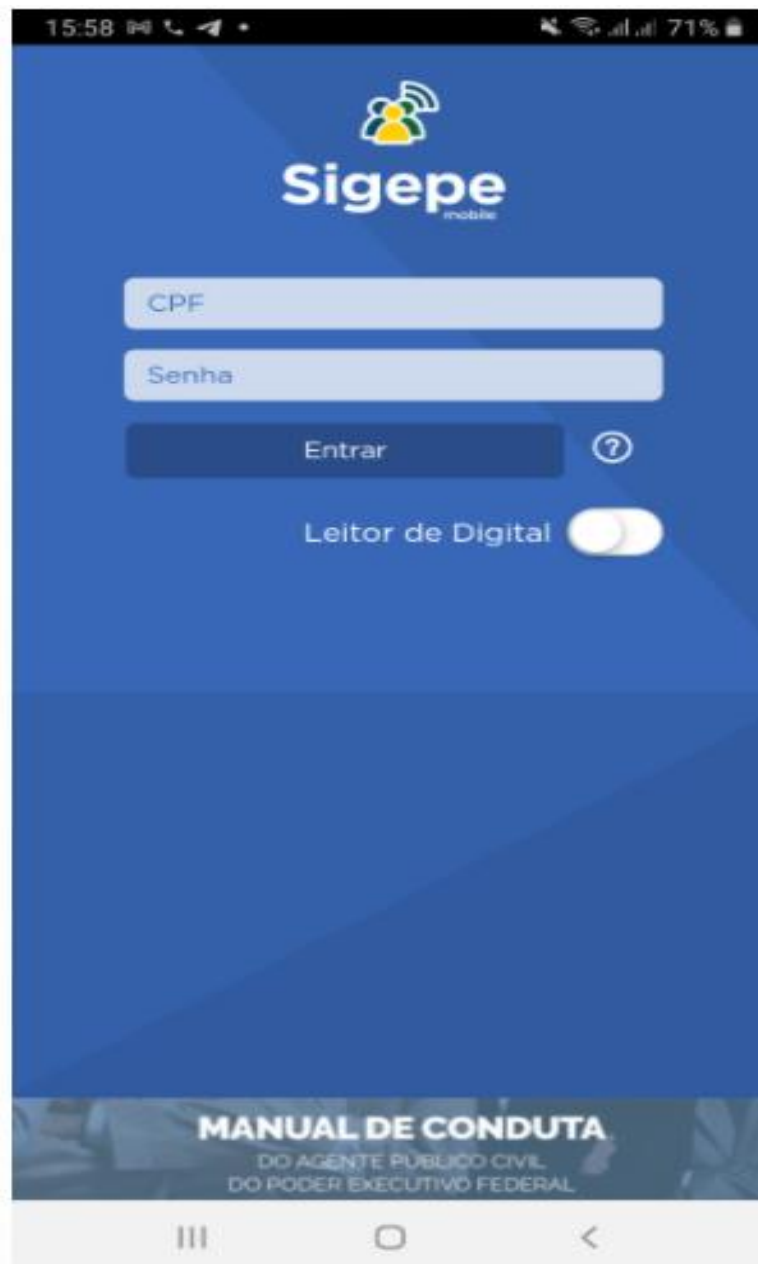 15:58
71%
Sigepe
mobile
CPF
Senha
Entrar
?
Leitor de Digital
MANUAL DE CONDUTA
DO AGENTE PÚBLICO CIVIL
DO PODER EXECUTIVO FEDERAL